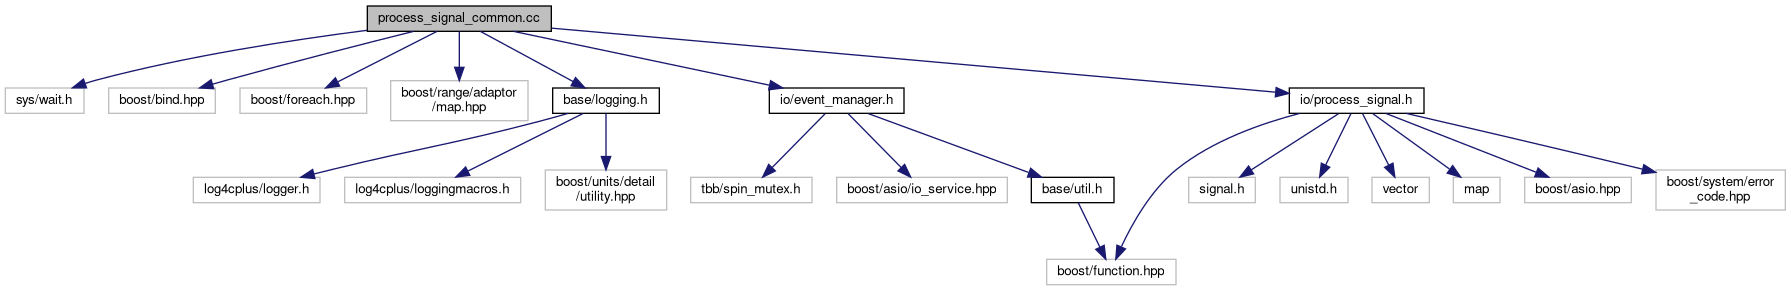 process_signal_common.cc
sys/wait.h
boost/bind.hpp
boost/foreach.hpp
boost/range/adaptor
/map.hpp
base/logging.h
io/event_manager.h
io/process_signal.h
log4cplus/logger.h
log4cplus/loggingmacros.h
boost/units/detail
/utility.hpp
tbb/spin_mutex.h
boost/asio/io_service.hpp
base/util.h
signal.h
unistd.h
vector
map
boost/asio.hpp
boost/system/error
_code.hpp
boost/function.hpp